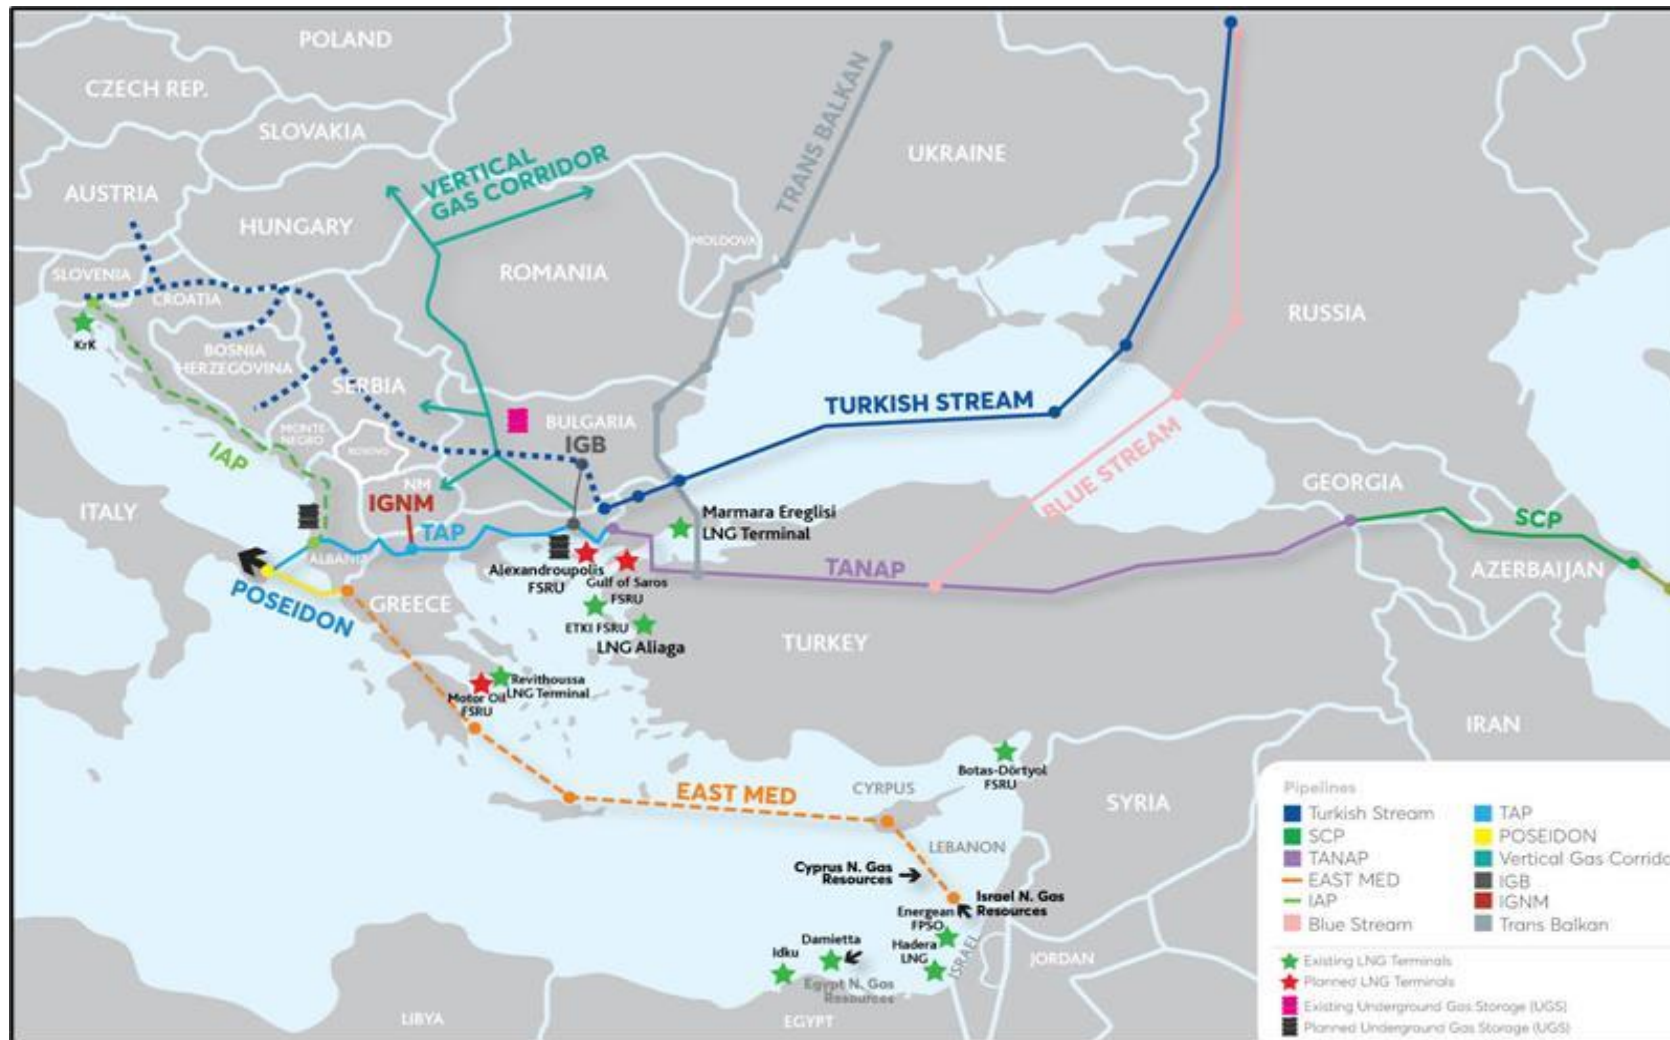 POLAND
CZECH REP.
SLOVAKIA
AUSTRIA
HUNGARY
VERTICAL
GAS CORRIDOR
TRANS BALKAN
UKRAINE
MOLDOVA
SLOVENIA
CROATIA
ROMANIA
RUSSIA
KrK
BOSNIA
HERZEGOVINA
SERBIA
TURKISH STREAM
BULGARIA
IGB
MONTE-
NEGRO
KOSOVO
IAP
NM
IGNM
BLUE STREAM
GEORGIA
ITALY
TAP
Marmara Ereglisi
LNG Terminal
SCP
ALBANIA
Alexandroupolis
FSRU
Gulf of Saros
FSRU
TANAP
AZERBAIJAN
POSEIDON
GREECE
ETKI FSRU
LNG Aliaga
TURKEY
Revithoussa
LNG Terminal
Motor Oil
FSRU
IRAN
Botas-Dörtyol
FSRU
EAST MED
CYRPUS
SYRIA
LEBANON
Cyprus N. Gas
Resources
Israel N. Gas
Resources
Energean
FPSO
Hadera
LNG
ISRAEL
Damietta
Idku
Egypt N. Gas
Resources
JORDAN
LIBYA
EGYPT
Pipelines
Turkish Stream
SCP
TANAP
EAST MED
IAP
Blue Stream
TAP
POSEIDON
Vertical Gas Corrido
IGB
IGNM
Trans Balkan
Existing LNG Terminals
Planned LNG Terminals
Existing Underground Gas Storage (UGS)
Planned Underground Gas Storage (UGS)